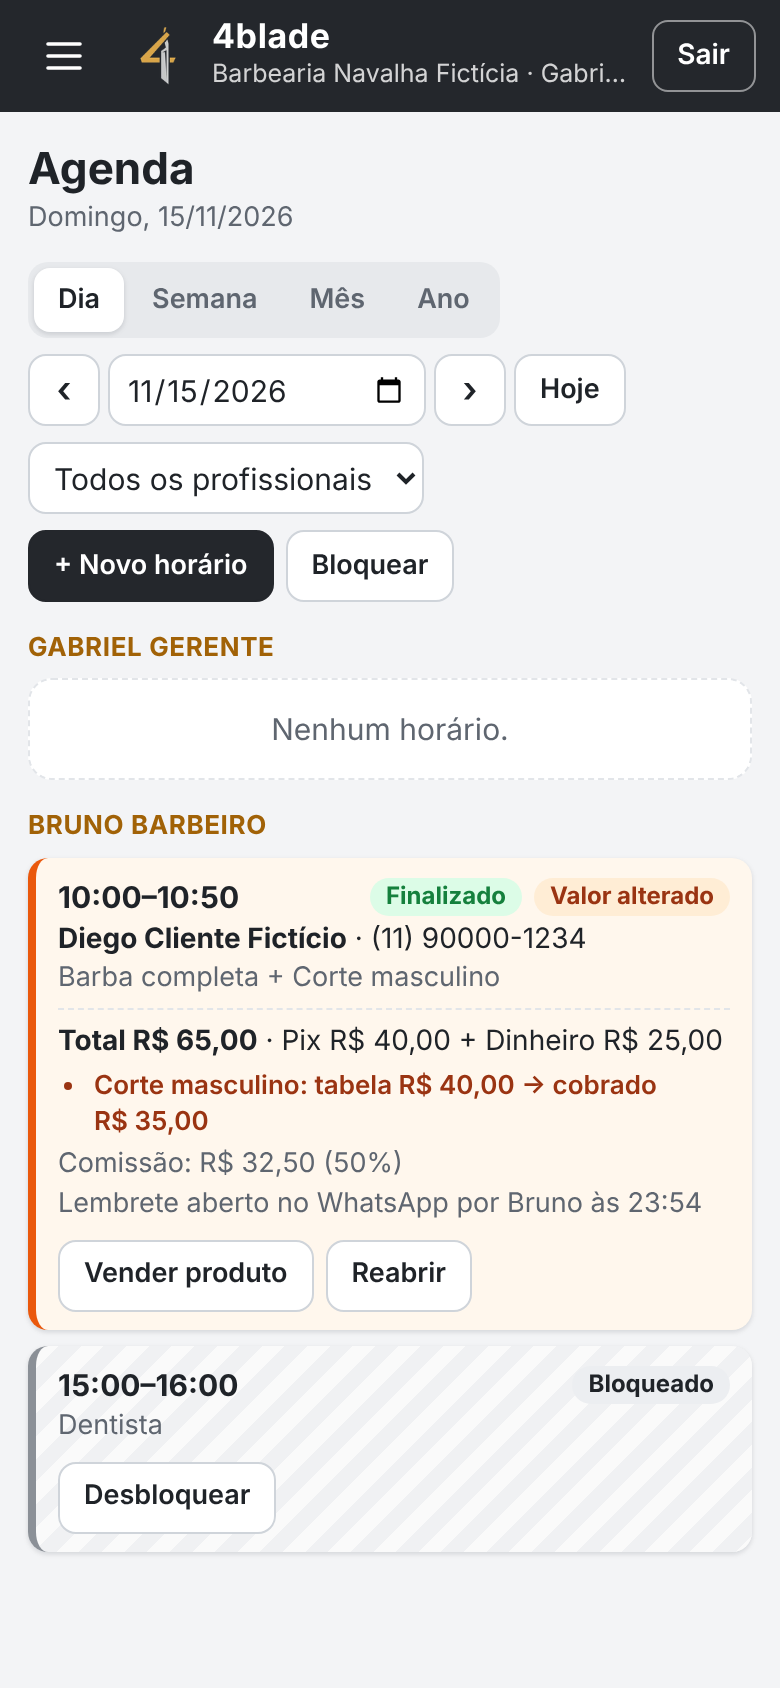 4blade
Barbearia Navalha Fictícia · Gabri...
Sair
Agenda
Domingo, 15/11/2026
Dia Semana Mês Ano
‹ 11/15/2026 › Hoje
Todos os profissionais
+ Novo horário Bloquear
GABRIEL GERENTE
Nenhum horário.
BRUNO BARBEIRO
10:00–10:50 Finalizado Valor alterado
Diego Cliente Fictício · (11) 90000-1234
Barba completa + Corte masculino
Total R$ 65,00 · Pix R$ 40,00 + Dinheiro R$ 25,00
• Corte masculino: tabela R$ 40,00 → cobrado
R$ 35,00
Comissão: R$ 32,50 (50%)
Lembrete aberto no WhatsApp por Bruno às 23:54
Vender produto Reabrir
15:00–16:00 Bloqueado
Dentista
Desbloquear